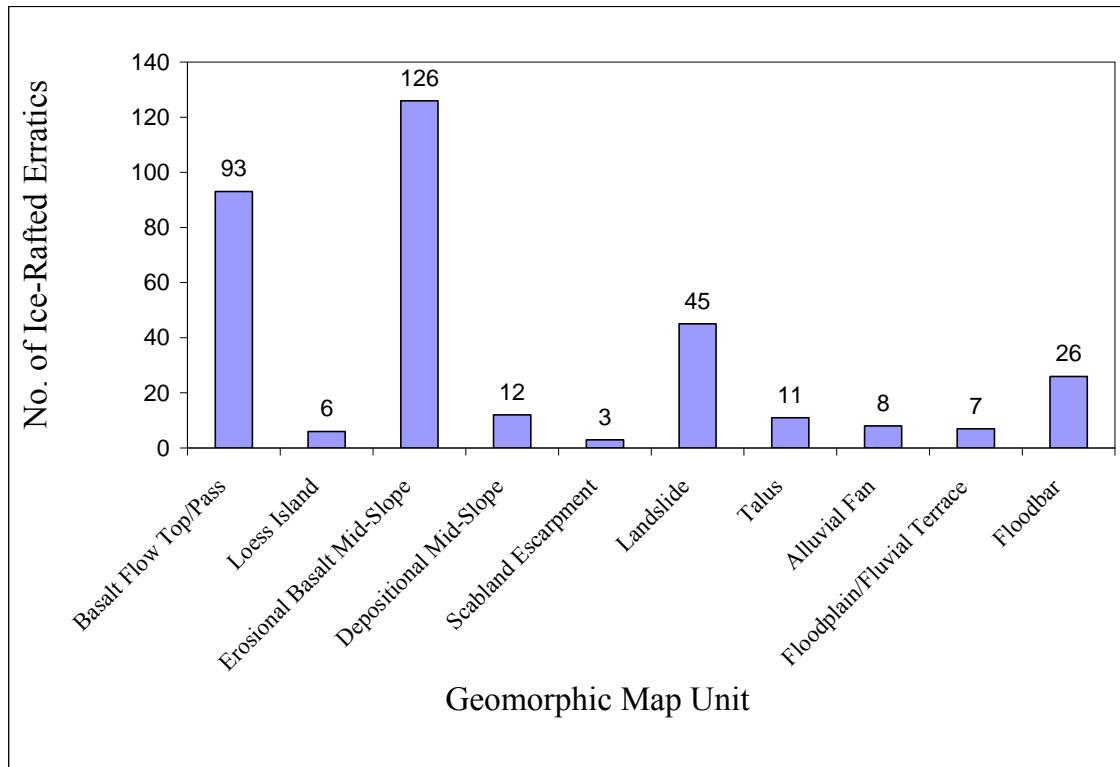 No. of Ice-Rafted Erratics
140
120
100
80
60
40
20
0
93
6
126
12
3
45
11
8
7
26
Basalt Flow Top/Pass
Loess Island
Erosional Basalt Mid-Slope
Depositional Mid-Slope
Scabland Escarpment
Landslide
Talus
Alluvial Fan
Floodplain/Fluvial Terrace
Floodbar
Geomorphic Map Unit